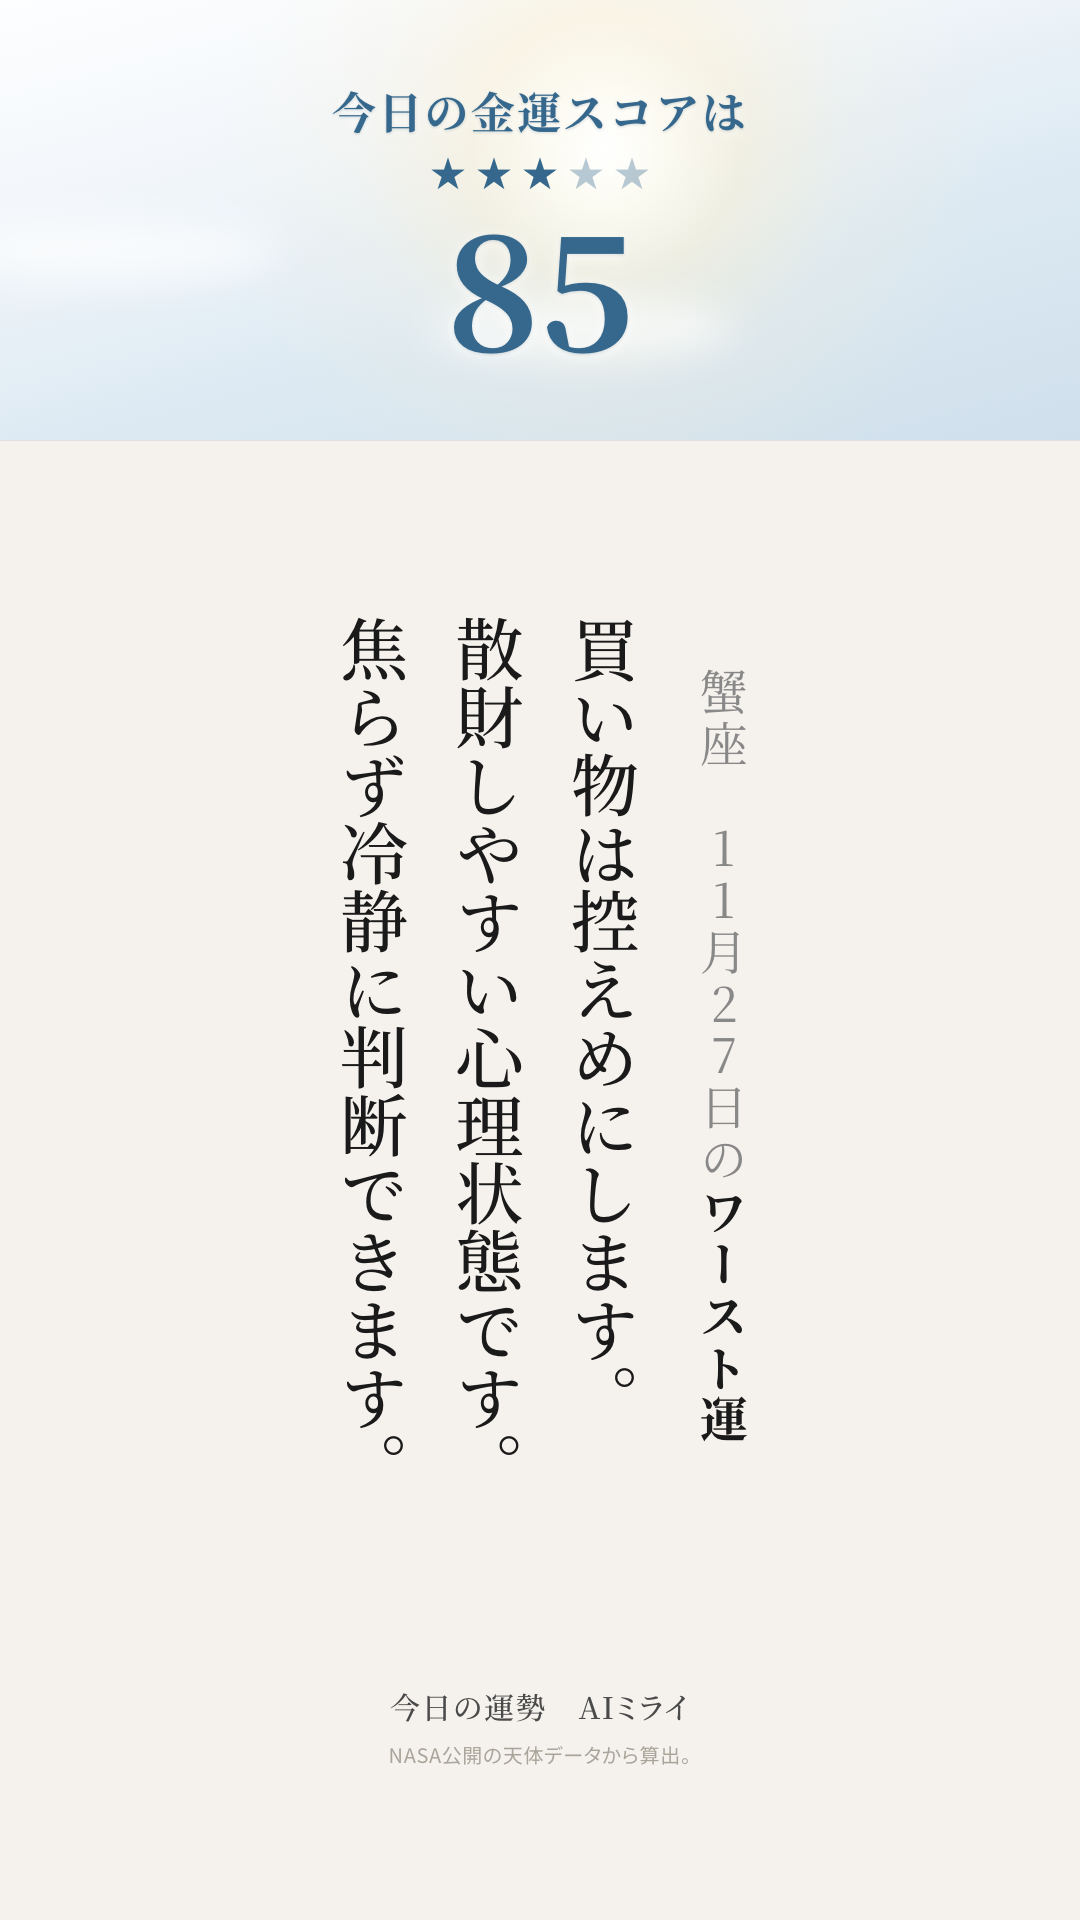 今日の金運スコアは
★★★★★
85
蟹座　11月27日のワースト運
買い物は控えめにします。
散財しやすい心理状態です。
焦らず冷静に判断できます。
今日の運勢　AIミライ
NASA公開の天体データから算出。